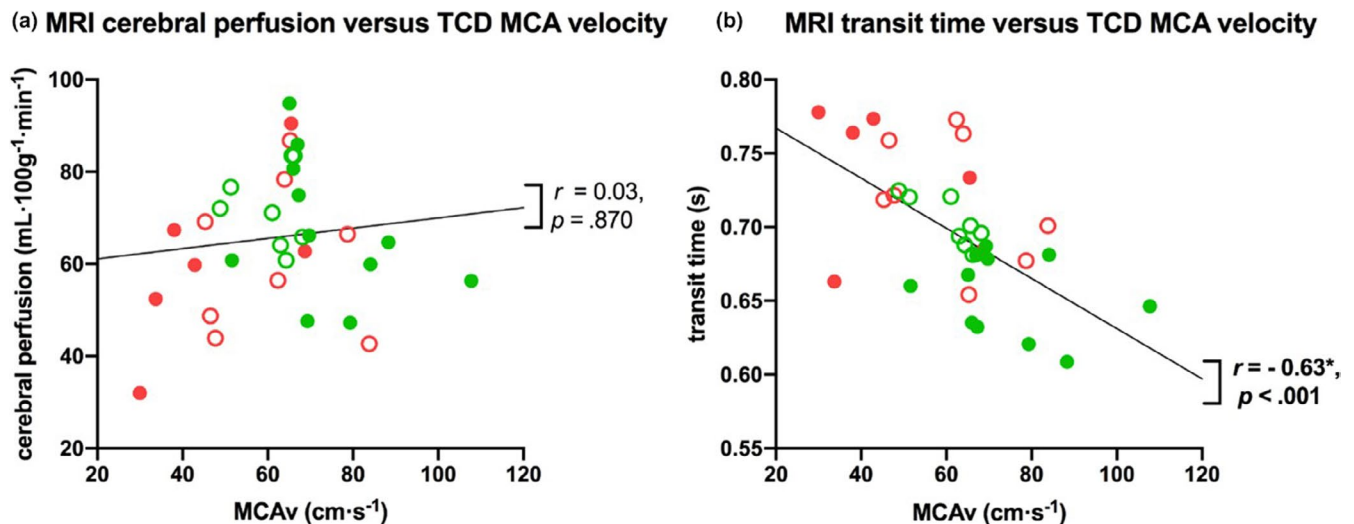 (a) MRI cerebral perfusion versus TCD MCA velocity
cerebral perfusion (mL·100g⁻¹·min⁻¹)
100
80
60
40
20
20 40 60 80 100 120
MCAv (cm·s⁻¹)
r = 0.03,
p = .870
(b) MRI transit time versus TCD MCA velocity
transit time (s)
0.80
0.75
0.70
0.65
0.60
0.55
20 40 60 80 100 120
MCAv (cm·s⁻¹)
r = - 0.63*,
p < .001